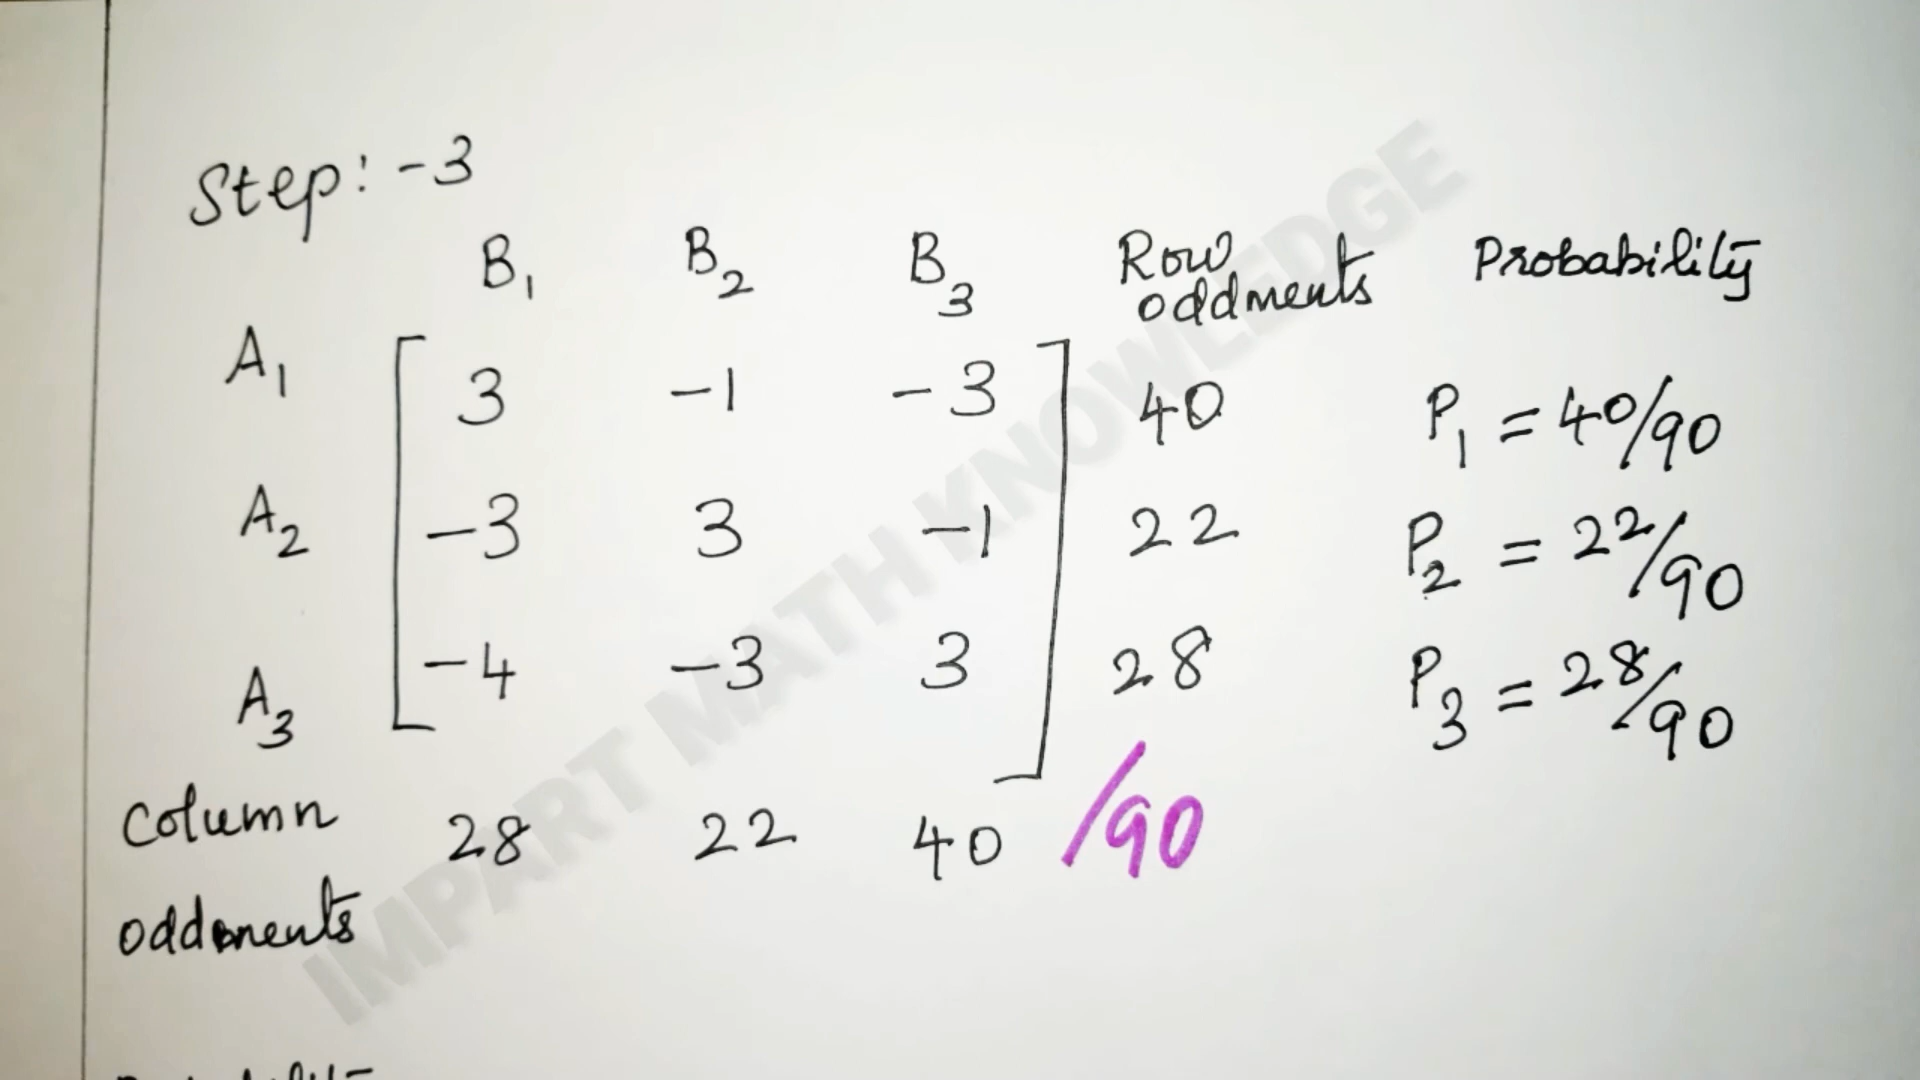 Step:-3
B1 B2 B3 Row oddments Probability
A1 3 -1 -3 40 P1 = 40/90
A2 -3 3 -1 22 P2 = 22/90
A3 -4 -3 3 28 P3 = 28/90
Column oddments 28 22 40 /90
IMPART MATH KNOWLEDGE